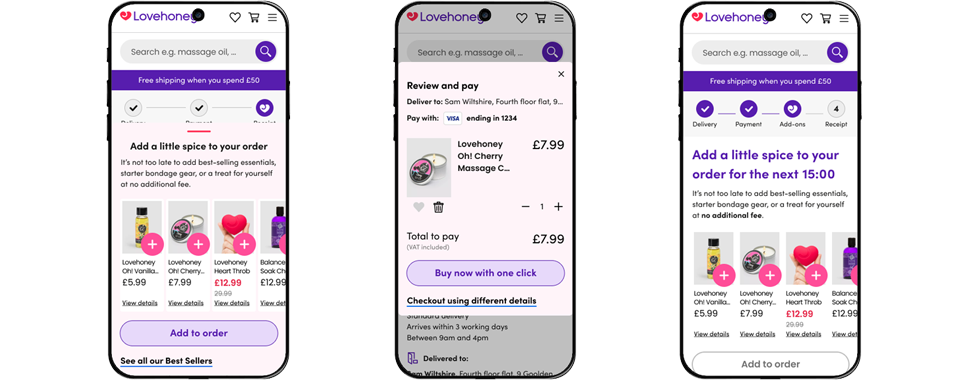 Lovehoney
Search e.g. massage oil, ...
Free shipping when you spend £50
Delivery
Payment
Receipt
Add a little spice to your order
It's not too late to add best-selling essentials,
starter bondage gear, or a treat for yourself
at no additional fee.
Lovehoney Oh! Vanilla...
£5.99
View details
Lovehoney Oh! Cherry...
£7.99
View details
Lovehoney Heart Throb
£12.99
29.99
View details
Balance
Soak Ch
£12.99
View details
Add to order
See all our Best Sellers
Lovehoney
Search e.g. massage oil, ...
Review and pay
Deliver to: Sam Wiltshire, Fourth floor flat, 9...
Pay with: VISA ending in 1234
Lovehoney
Oh! Cherry
Massage C...
£7.99
1
Total to pay
(VAT included)
£7.99
Buy now with one click
Checkout using different details
Standard delivery
Arrives within 3 working days
Between 9am and 4pm
Delivered to:
Sam Wiltshire, Fourth floor flat, 9 Goolden
Lovehoney
Search e.g. massage oil, ...
Free shipping when you spend £50
4
Delivery
Payment
Add-ons
Receipt
Add a little spice to your
order for the next 15:00
It's not too late to add best-selling essentials,
starter bondage gear, or a treat for yourself at
no additional fee.
Lovehoney Oh! Vanilla...
£5.99
View details
Lovehoney Oh! Cherry...
£7.99
View details
Lovehoney Heart Throb
£12.99
29.99
View details
Balance
Soak Ch
£12.99
View details
Add to order